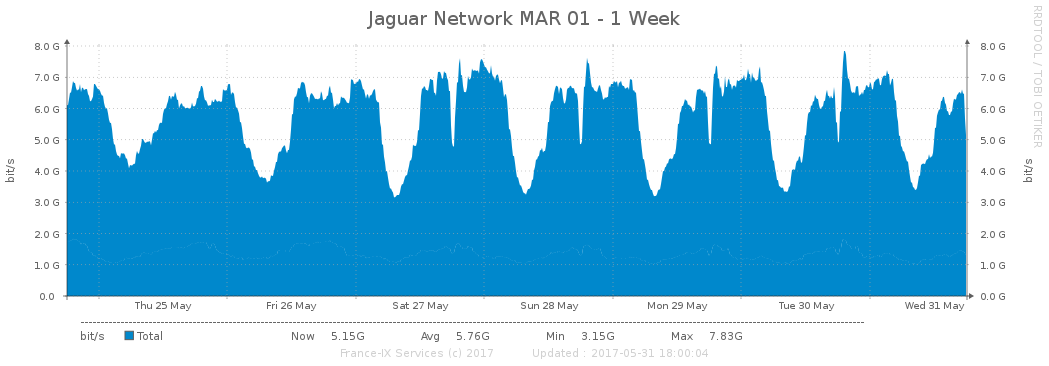 Jaguar Network MAR 01 - 1 Week
RRDTOOL / TOBI OETIKER
8.0 G 8.0 G
7.0 G 7.0 G
6.0 G 6.0 G
5.0 G 5.0 G
bit/s bit/s
4.0 G 4.0 G
3.0 G 3.0 G
2.0 G 2.0 G
1.0 G 1.0 G
0.0 0.0 G
Thu 25 May Fri 26 May Sat 27 May Sun 28 May Mon 29 May Tue 30 May Wed 31 May
bit/s Total Now 5.15G Avg 5.76G Min 3.15G Max 7.83G
France-IX Services (c) 2017 Updated : 2017-05-31 18:00:04